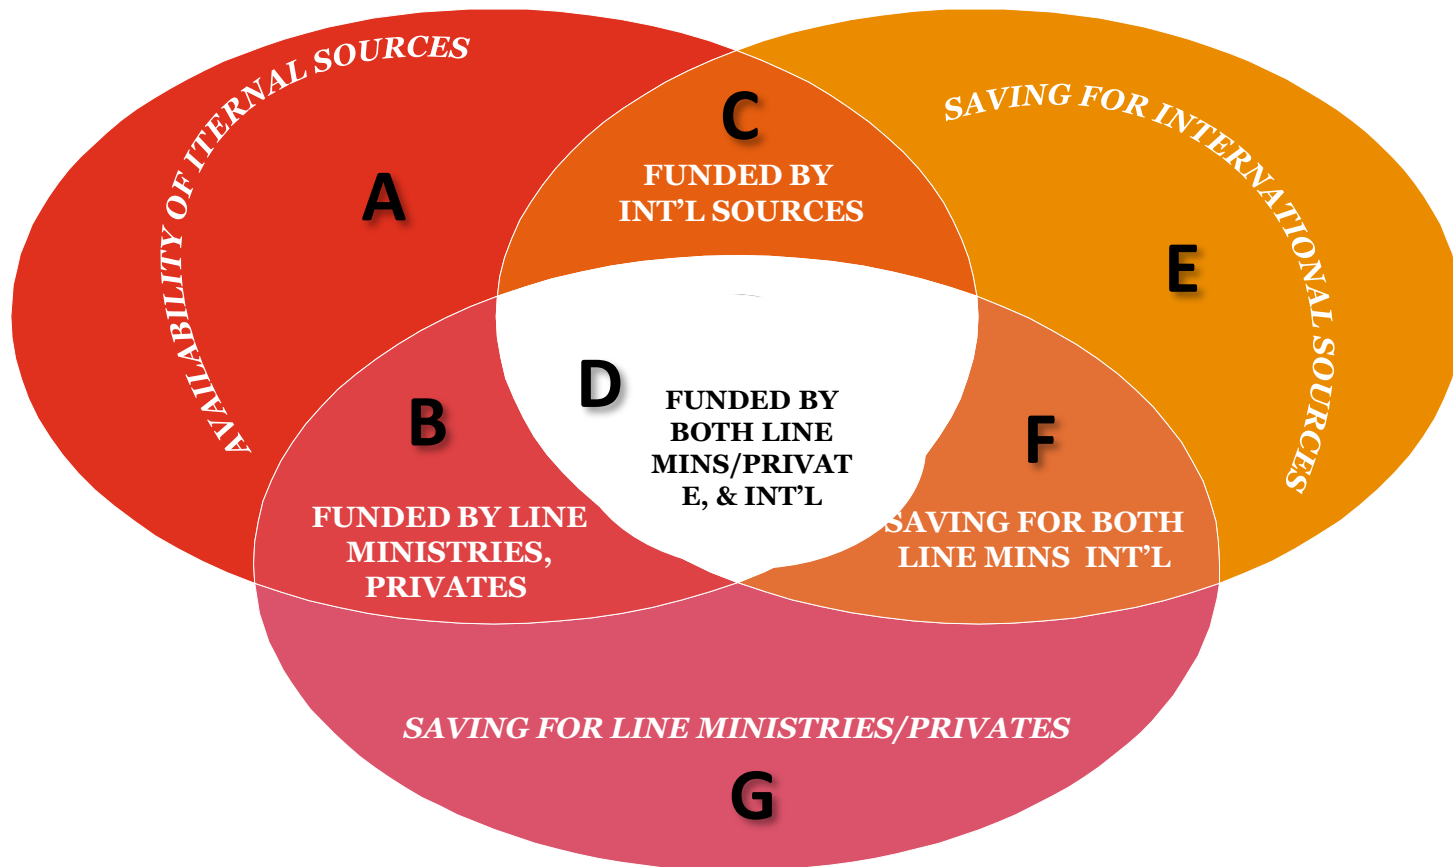 AVAILABILITY OF ITERNAL SOURCES
A
C
FUNDED BY
INT'L SOURCES
SAVING FOR INTERNATIONAL SOURCES
E
B
FUNDED BY LINE
MINISTRIES,
PRIVATES
D
FUNDED BY
BOTH LINE
MINS/PRIVAT
E, & INT'L
F
SAVING FOR BOTH
LINE MINS  INT'L
SAVING FOR LINE MINISTRIES/PRIVATES
G